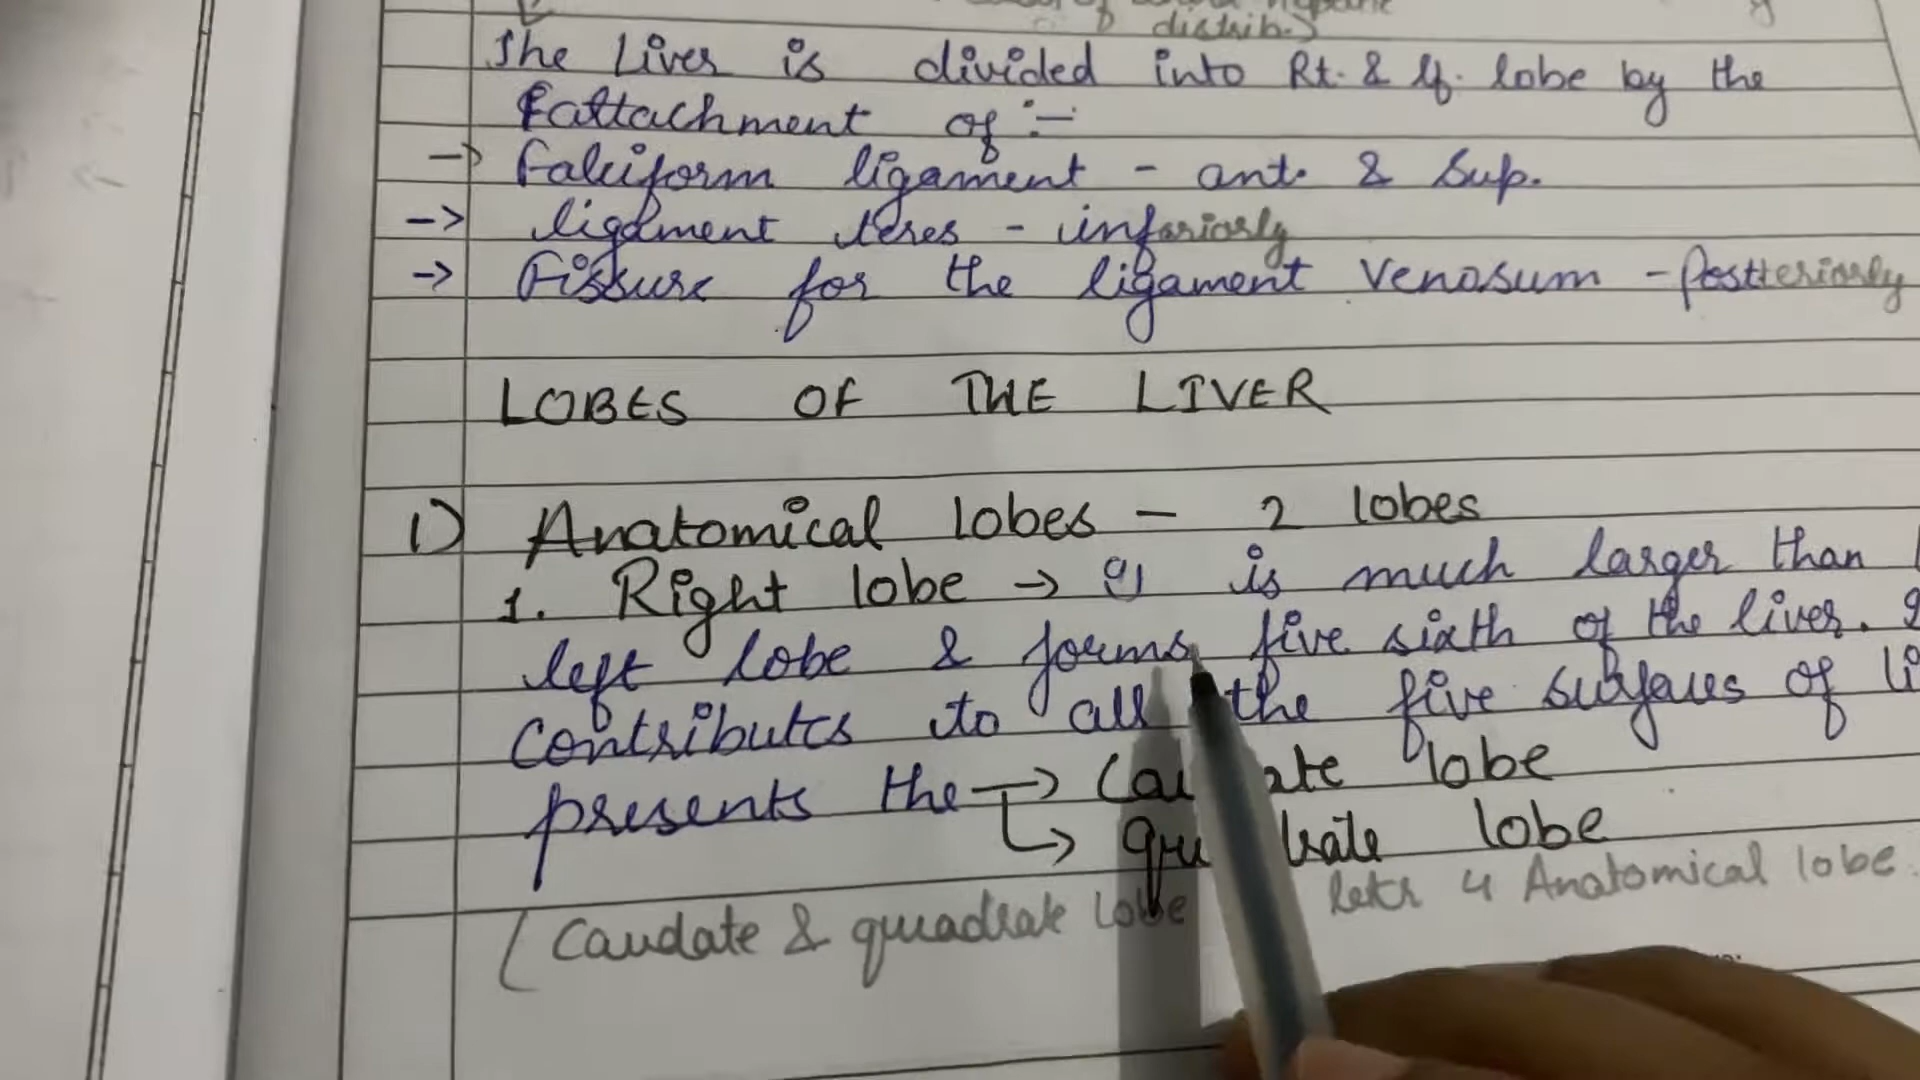 distrib.
The Liver is divided into Rt. & lf. lobe by the
attachment of :-
→ Falciform ligament - ant. & Sup.
→ ligament teres - inferiorly
→ Fissure for the ligament Venosum - Postteriorly
LOBES OF THE LIVER
1) Anatomical lobes - 2 lobes
1. Right lobe → It is much larger than
left lobe & forms five sixth of the liver.
Contributes to all the five surfaces of
presents the → lobe
→ lobe
(Caudate & quadrate lobe 4 Anatomical lobe.